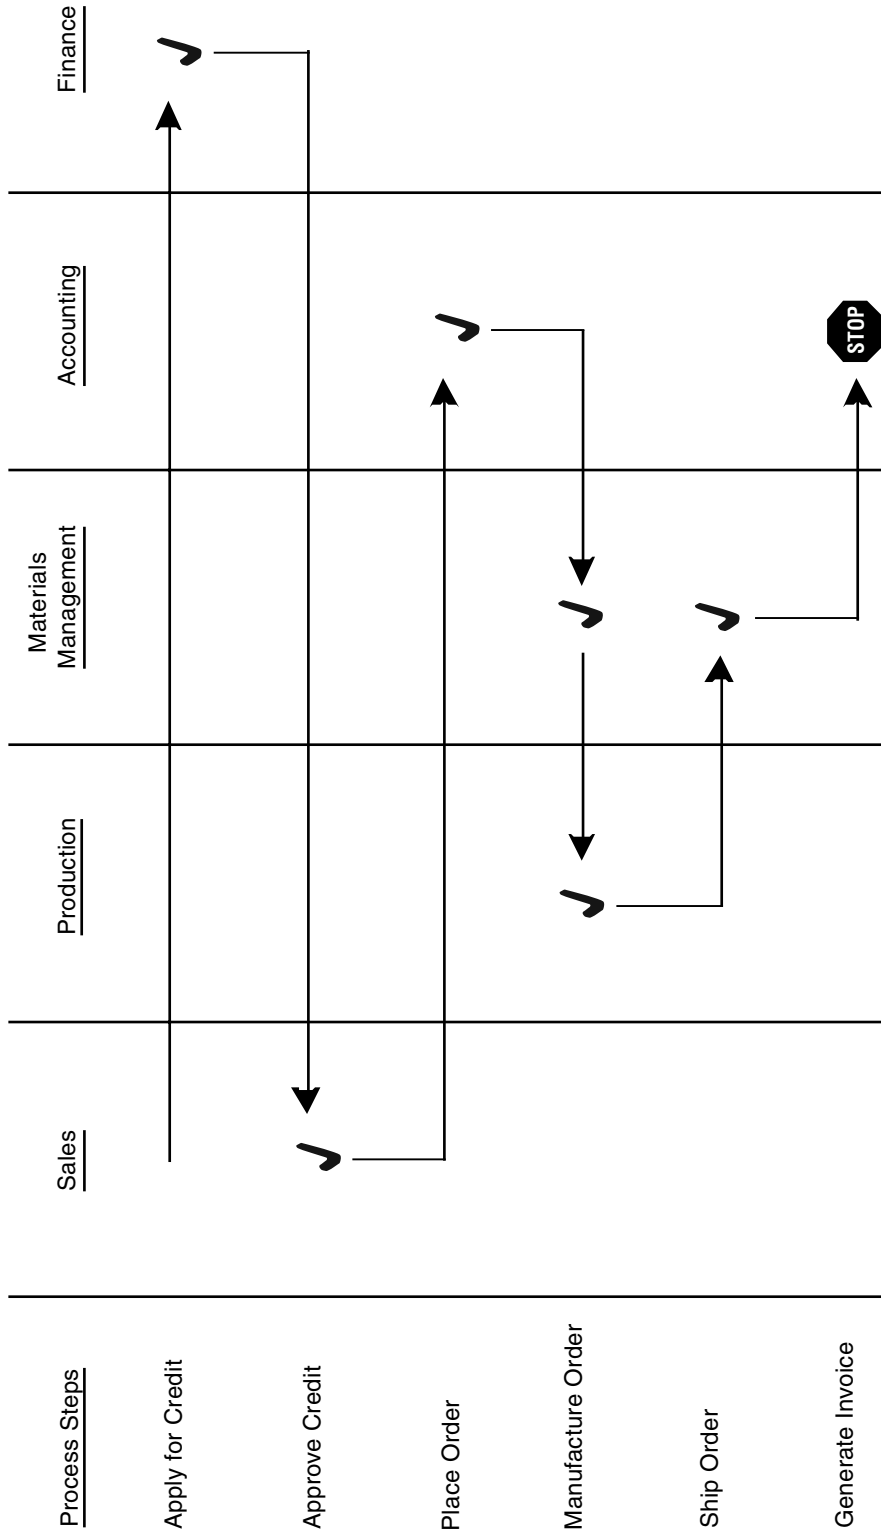 Process Steps
Sales
Production
Materials
Management
Accounting
Finance
Apply for Credit
Approve Credit
Place Order
Manufacture Order
Ship Order
Generate Invoice
STOP